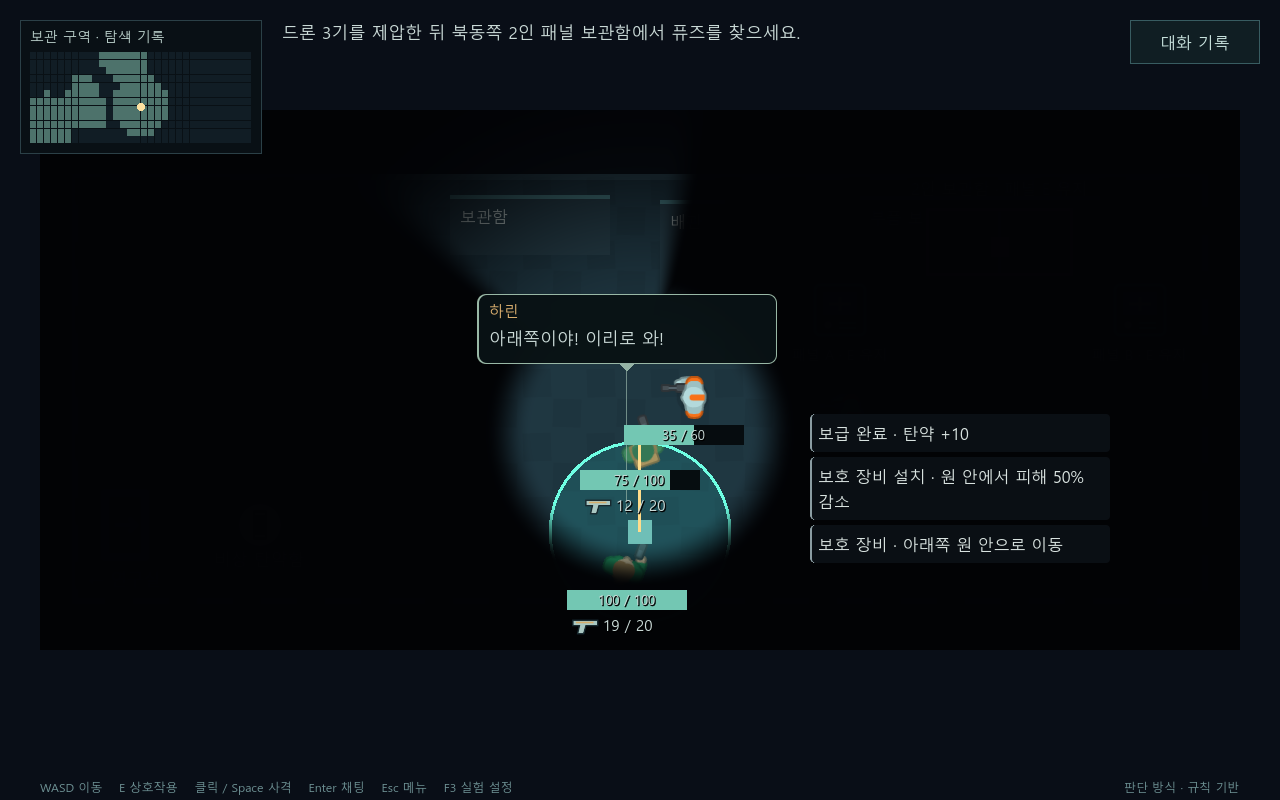 보관 구역 · 탐색 기록
드론 3기를 제압한 뒤 북동쪽 2인 패널 보관함에서 퓨즈를 찾으세요.
대화 기록
보관함
하린
아래쪽이야! 이리로 와!
35 / 60
75 / 100
12 / 20
100 / 100
19 / 20
보급 완료 · 탄약 +10
보호 장비 설치 · 원 안에서 피해 50%
감소
보호 장비 · 아래쪽 원 안으로 이동
WASD 이동 E 상호작용 클릭 / Space 사격 Enter 채팅 Esc 메뉴 F3 실험 설정
판단 방식 · 규칙 기반